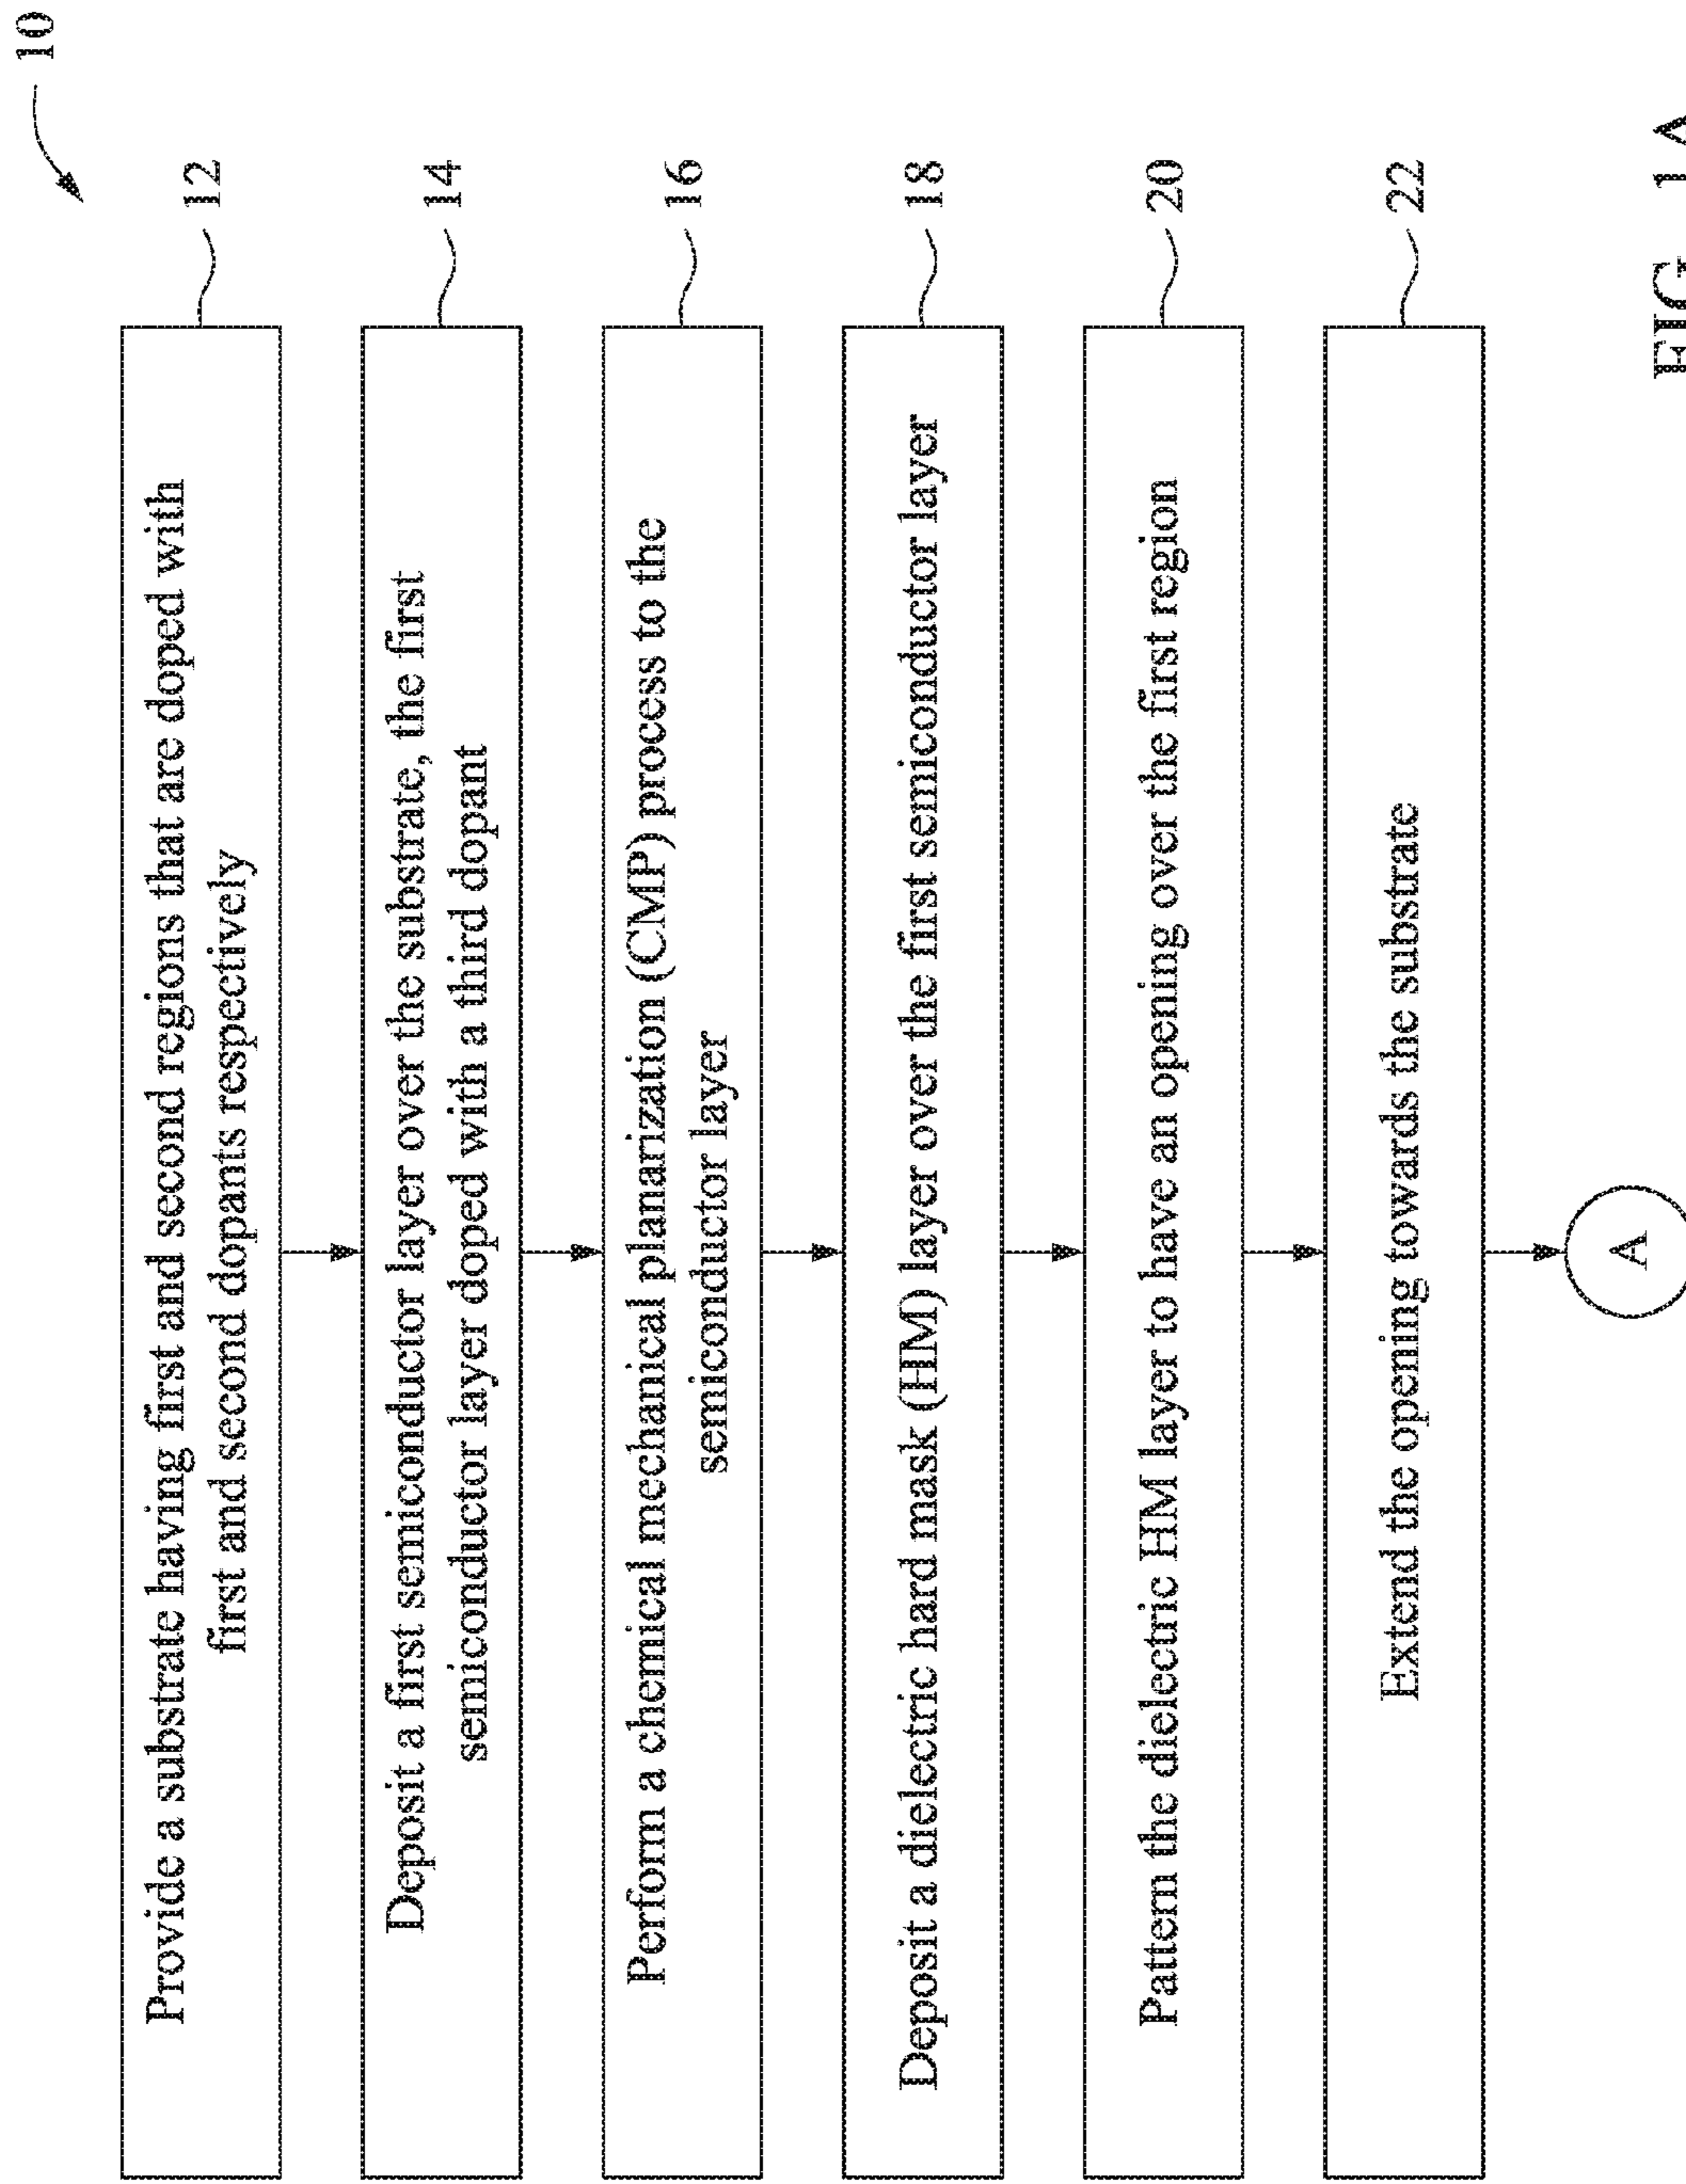 10
Provide a substrate having first and second regions that are doped with
first and second dopants respectively
12
Deposit a first semiconductor layer over the substrate, the first
semiconductor layer doped with a third dopant
14
Perform a chemical mechanical planarization (CMP) process to the
semiconductor layer
16
Deposit a dielectric hard mask (HM) layer over the first semiconductor layer
18
Pattern the dielectric HM layer to have an opening over the first region
20
Extend the opening towards the substrate
22
A
FIG. 1A